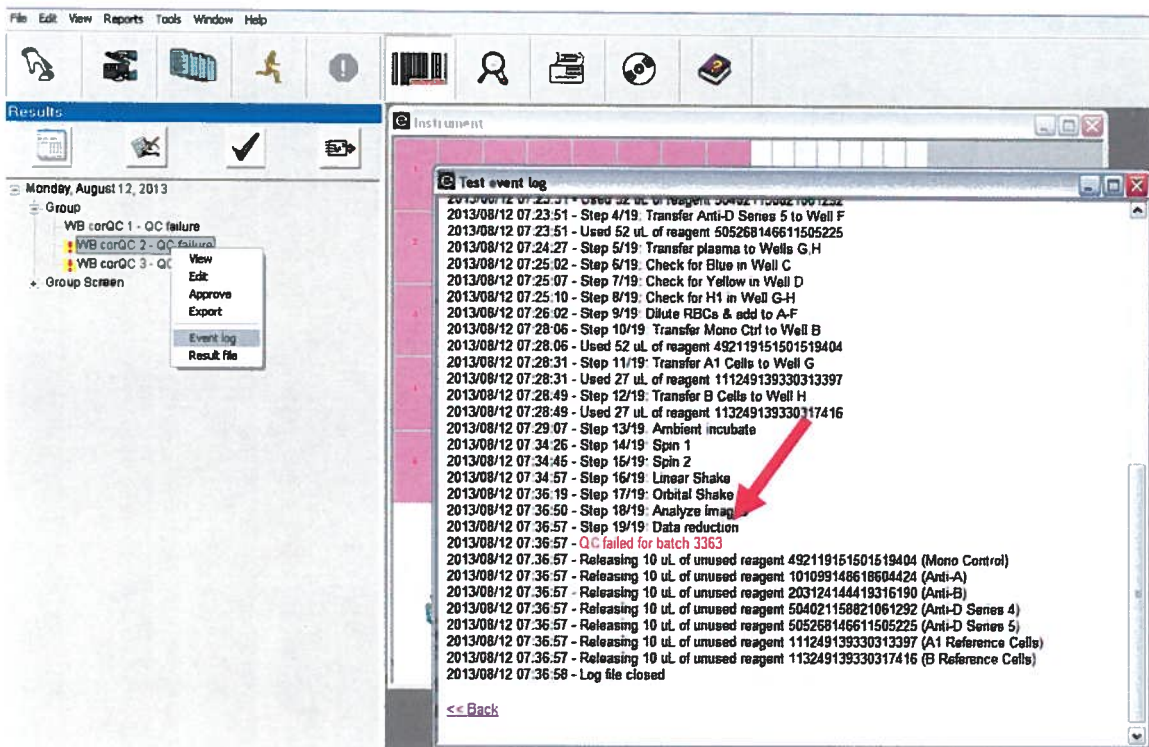 File Edit View Reports Tools Window Help
Results
Instrument
Monday, August 12, 2013
Group
WB corQC 1 - QC failure
WB corQC 2 - QC failure
WB corQC 3 - QC
Group Screen
View
Edit
Approve
Export
Event log
Result file
Test event log
2013/08/12 07:23:51 - Used 52 uL of reagent 504021158821061292
2013/08/12 07:23:51 - Step 4/19: Transfer Anti-D Series 5 to Well F
2013/08/12 07:23:51 - Used 52 uL of reagent 505268146611505225
2013/08/12 07:24:27 - Step 5/19: Transfer plasma to Wells G,H
2013/08/12 07:25:02 - Step 6/19: Check for Blue in Well C
2013/08/12 07:25:07 - Step 7/19: Check for Yellow in Well D
2013/08/12 07:25:10 - Step 8/19: Check for H1 in Well G-H
2013/08/12 07:26:02 - Step 9/19: Dilute RBCs & add to A-F
2013/08/12 07:28:06 - Step 10/19: Transfer Mono Ctrl to Well B
2013/08/12 07:28:06 - Used 52 uL of reagent 492119151501519404
2013/08/12 07:28:31 - Step 11/19: Transfer A1 Cells to Well G
2013/08/12 07:28:31 - Used 27 uL of reagent 111249139330313397
2013/08/12 07:28:49 - Step 12/19: Transfer B Cells to Well H
2013/08/12 07:28:49 - Used 27 uL of reagent 113249139330317416
2013/08/12 07:29:07 - Step 13/19: Ambient incubate
2013/08/12 07:34:26 - Step 14/19: Spin 1
2013/08/12 07:34:45 - Step 15/19: Spin 2
2013/08/12 07:34:57 - Step 16/19: Linear Shake
2013/08/12 07:36:19 - Step 17/19: Orbital Shake
2013/08/12 07:36:50 - Step 18/19: Analyze images
2013/08/12 07:36:57 - Step 19/19: Data reduction
2013/08/12 07:36:57 - QC failed for batch 3363
2013/08/12 07:36:57 - Releasing 10 uL of unused reagent 492119151501519404 (Mono Control)
2013/08/12 07:36:57 - Releasing 10 uL of unused reagent 101099148618604424 (Anti-A)
2013/08/12 07:36:57 - Releasing 10 uL of unused reagent 203124144419316190 (Anti-B)
2013/08/12 07:36:57 - Releasing 10 uL of unused reagent 504021158821061292 (Anti-D Series 4)
2013/08/12 07:36:57 - Releasing 10 uL of unused reagent 505268146611505225 (Anti-D Series 5)
2013/08/12 07:36:57 - Releasing 10 uL of unused reagent 111249139330313397 (A1 Reference Cells)
2013/08/12 07:36:57 - Releasing 10 uL of unused reagent 113249139330317416 (B Reference Cells)
2013/08/12 07:36:58 - Log file closed
<< Back